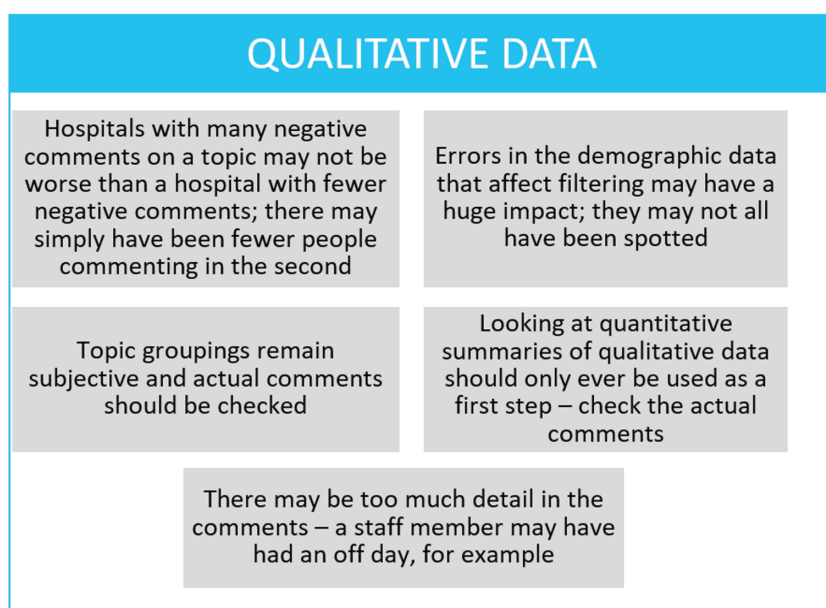 QUALITATIVE DATA
Hospitals with many negative
comments on a topic may not be
worse than a hospital with fewer
negative comments; there may
simply have been fewer people
commenting in the second
Errors in the demographic data
that affect filtering may have a
huge impact; they may not all
have been spotted
Topic groupings remain
subjective and actual comments
should be checked
Looking at quantitative
summaries of qualitative data
should only ever be used as a
first step – check the actual
comments
There may be too much detail in the
comments – a staff member may have
had an off day, for example